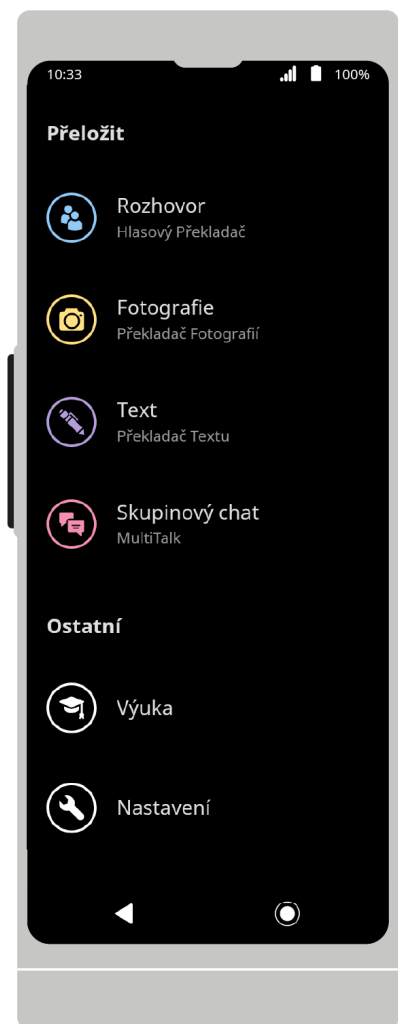 10:33
100%
Přeložit
Rozhovor
Hlasový Překladač
Fotografie
Překladač Fotografií
Text
Překladač Textu
Skupinový chat
MultiTalk
Ostatní
Výuka
Nastavení